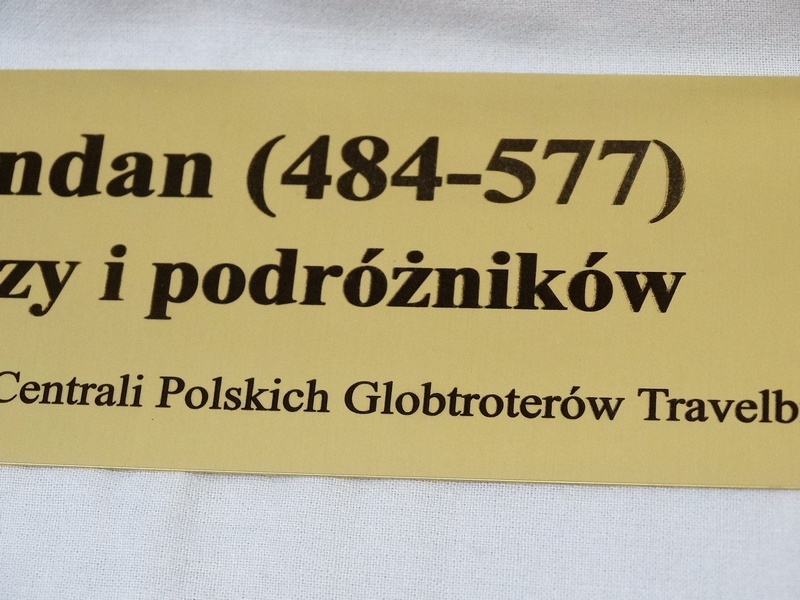 ndan (484-577)
zy i podróżników
Centrali Polskich Globtroterów Travelb